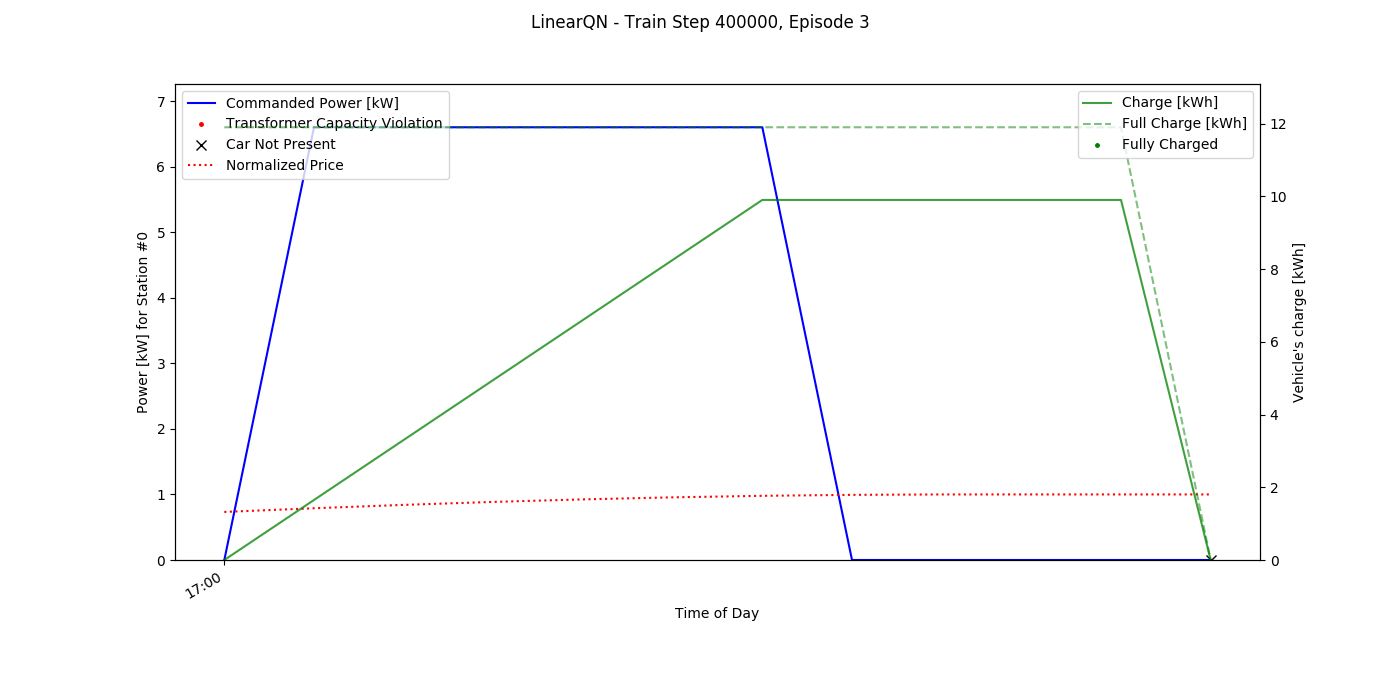 LinearQN - Train Step 400000, Episode 3
Commanded Power [kW]
Transformer Capacity Violation
Car Not Present
Normalized Price
Charge [kWh]
Full Charge [kWh]
Fully Charged
7
6
5
4
3
2
1
0
Power [kW] for Station #0
12
10
8
6
4
2
0
Vehicle's charge [kWh]
17:00
Time of Day